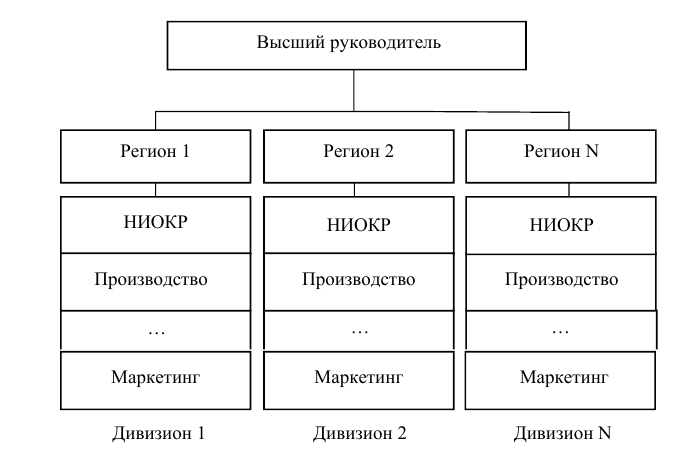 Высший руководитель
Регион 1
Регион 2
Регион N
НИОКР
НИОКР
НИОКР
Производство
Производство
Производство
…
…
…
Маркетинг
Маркетинг
Маркетинг
Дивизион 1
Дивизион 2
Дивизион N